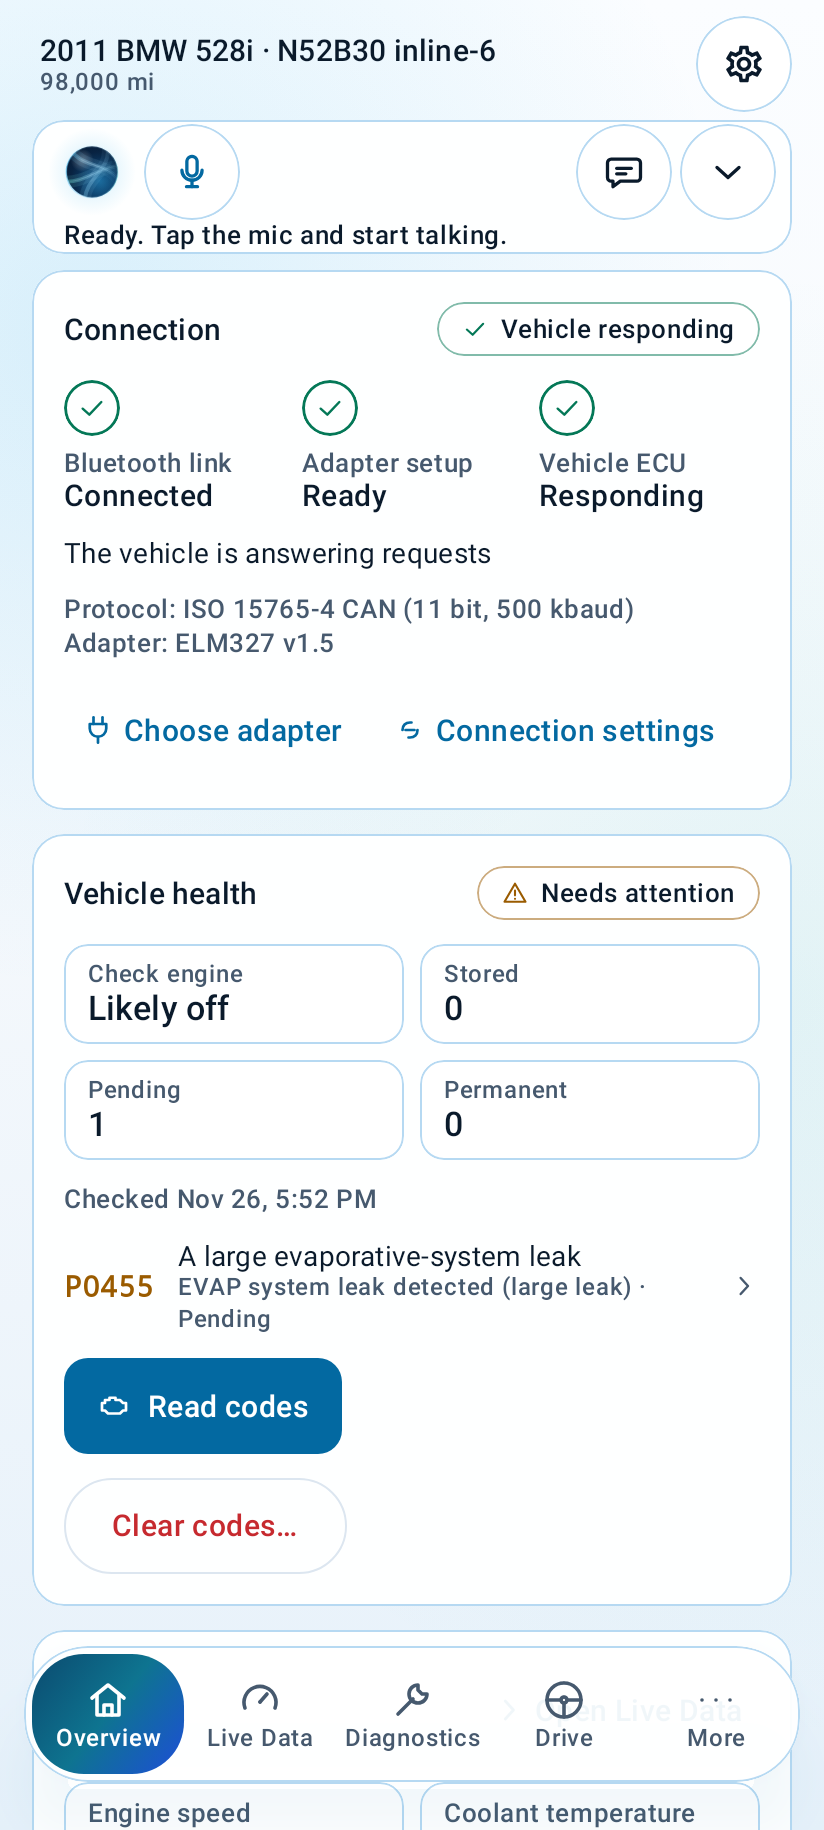 2011 BMW 528i · N52B30 inline-6
98,000 mi
Ready. Tap the mic and start talking.
Connection
Vehicle responding
Bluetooth link
Connected
Adapter setup
Ready
Vehicle ECU
Responding
The vehicle is answering requests
Protocol: ISO 15765-4 CAN (11 bit, 500 kbaud)
Adapter: ELM327 v1.5
Choose adapter
Connection settings
Vehicle health
Needs attention
Check engine
Likely off
Stored
0
Pending
1
Permanent
0
Checked Nov 26, 5:52 PM
P0455
A large evaporative-system leak
EVAP system leak detected (large leak) ·
Pending
Read codes
Clear codes…
Open Live Data
Overview
Live Data
Diagnostics
Drive
More
Engine speed
Coolant temperature